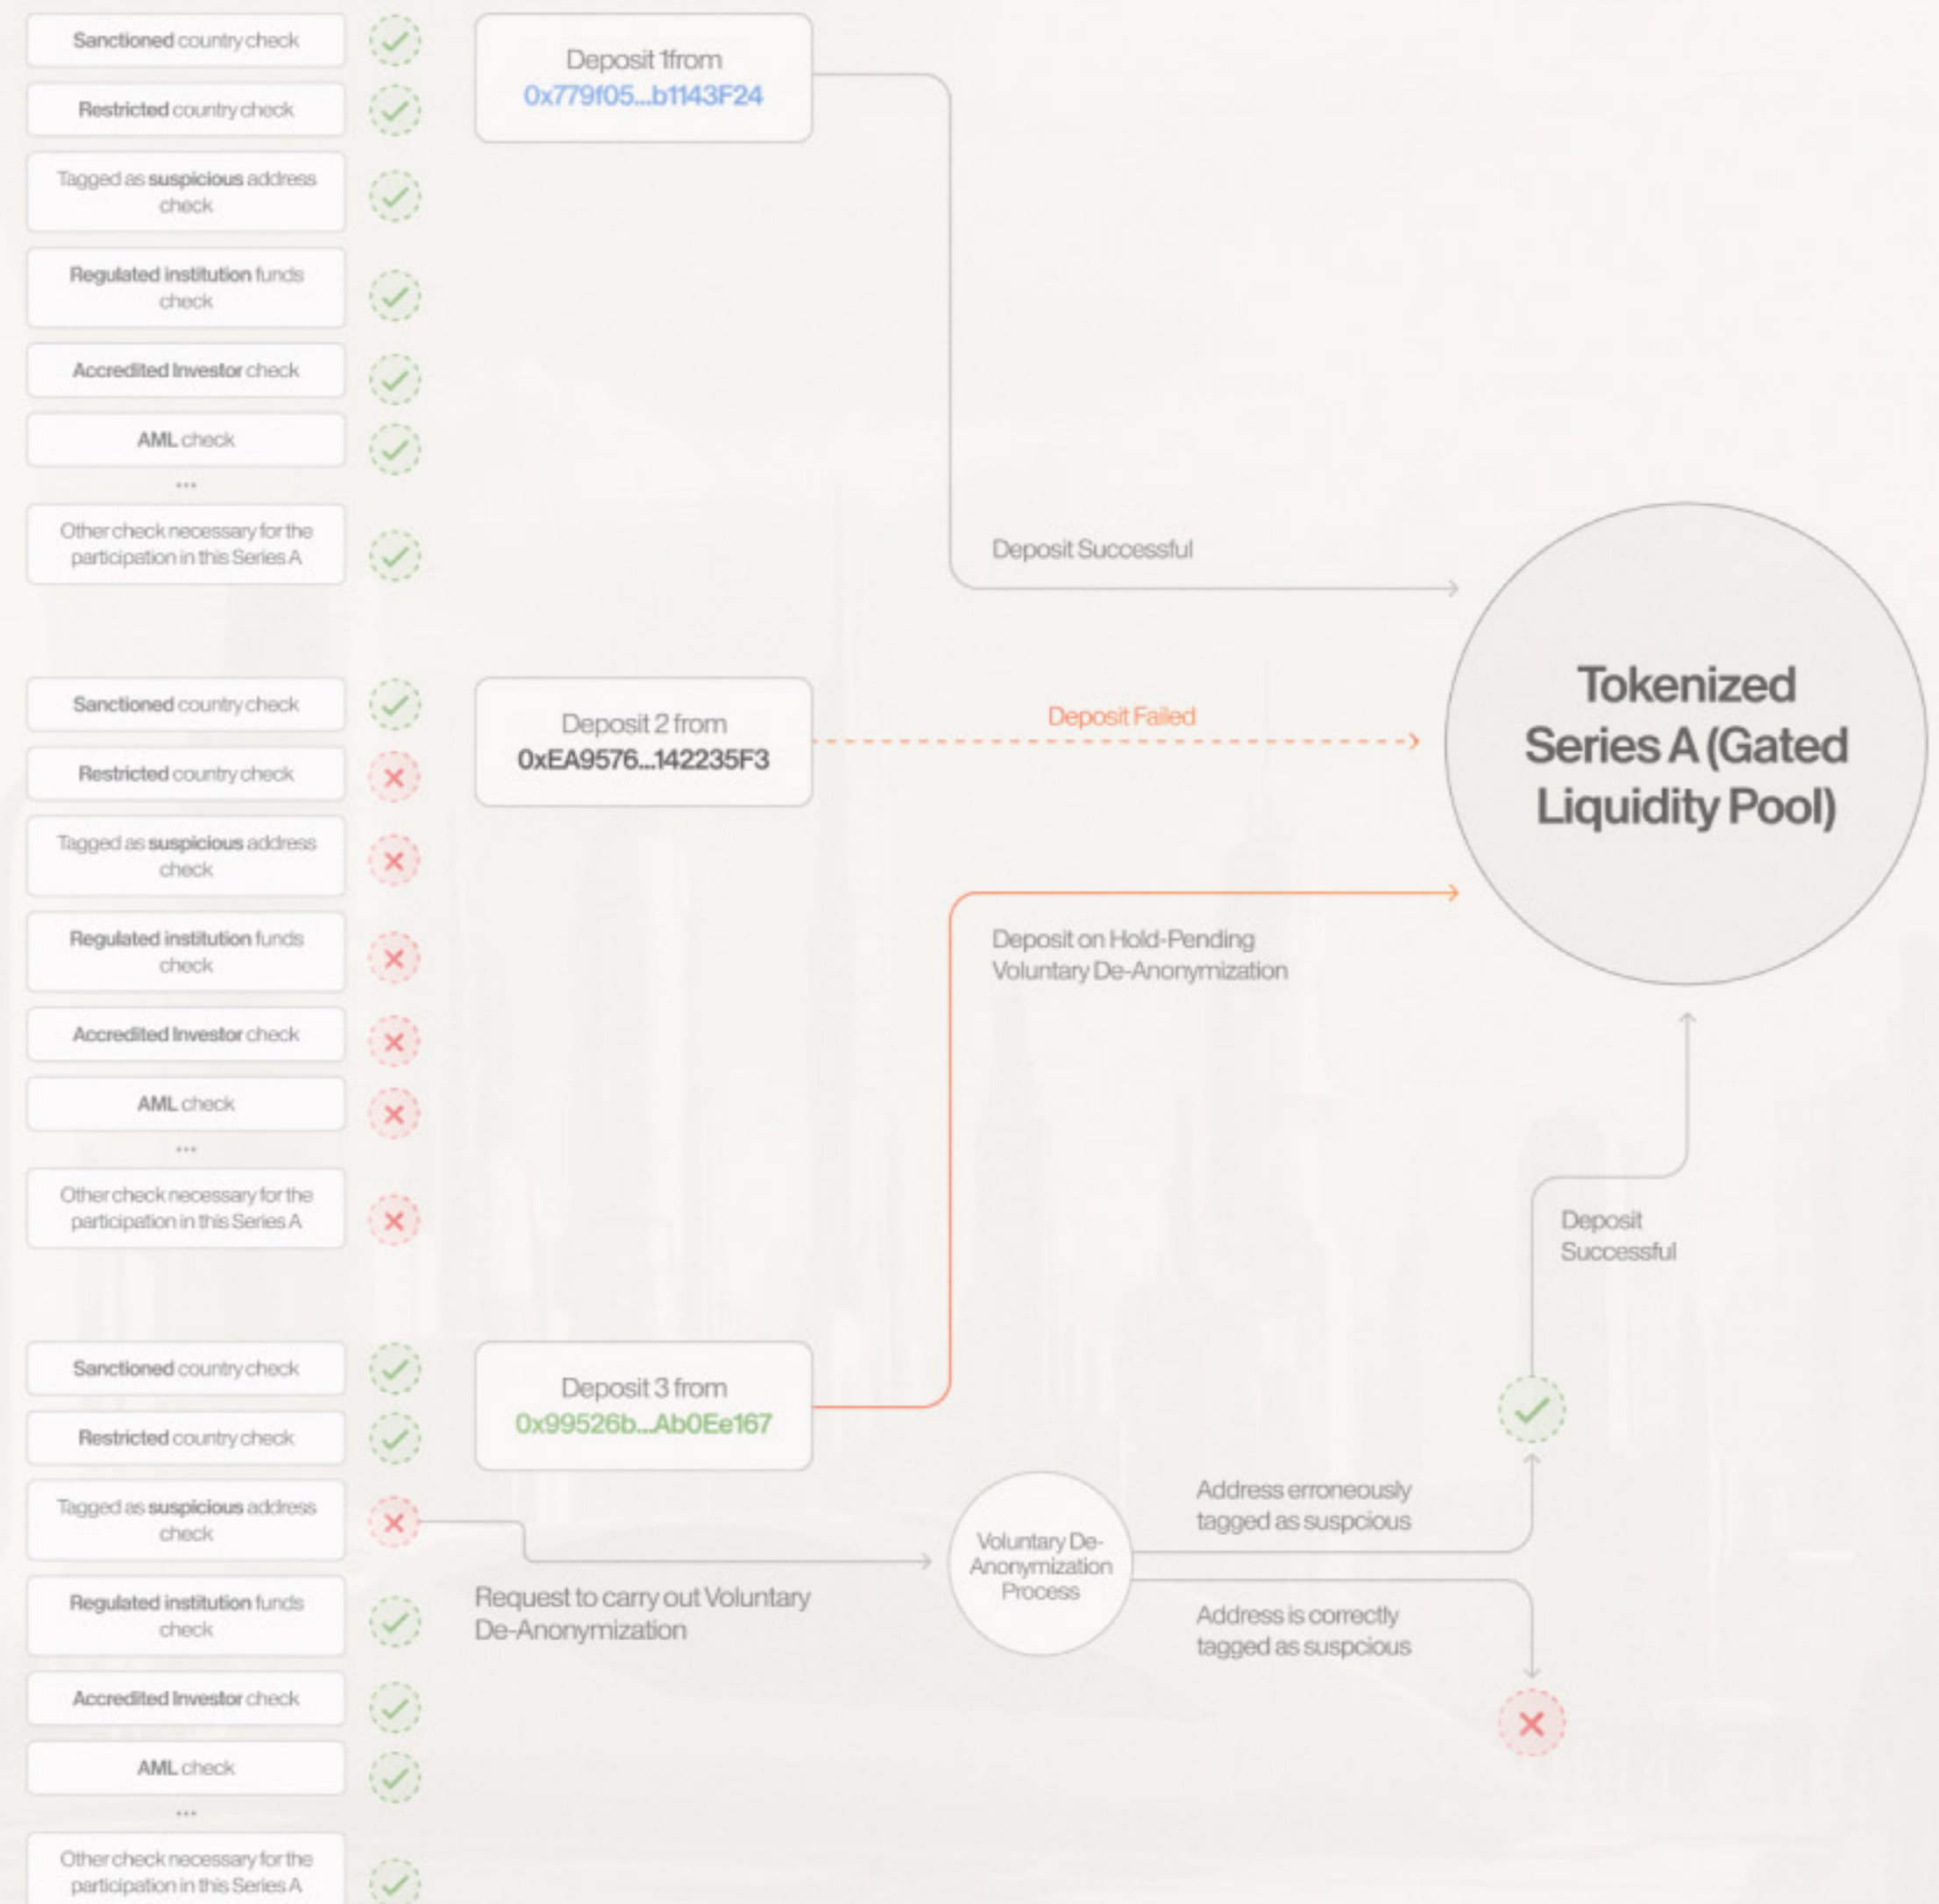 Sanctioned country check
Restricted country check
Tagged as suspicious address
check
Regulated institution funds
check
Accredited Investor check
AML check
...
Other check necessary for the
participation in this Series A
Deposit 1from
0x779f05...b1143F24
Deposit Successful
Sanctioned country check
Restricted country check
Tagged as suspicious address
check
Regulated institution funds
check
Accredited Investor check
AML check
...
Other check necessary for the
participation in this Series A
Deposit 2 from
0xEA9576...142235F3
Deposit Failed
Tokenized
Series A (Gated
Liquidity Pool)
Deposit on Hold-Pending
Voluntary De-Anonymization
Deposit
Successful
Sanctioned country check
Restricted country check
Tagged as suspicious address
check
Regulated institution funds
check
Accredited Investor check
AML check
...
Other check necessary for the
participation in this Series A
Deposit 3 from
0x99526b...Ab0Ee167
Request to carry out Voluntary
De-Anonymization
Voluntary De-
Anonymization
Process
Address erroneously
tagged as suspcious
Address is correctly
tagged as suspcious